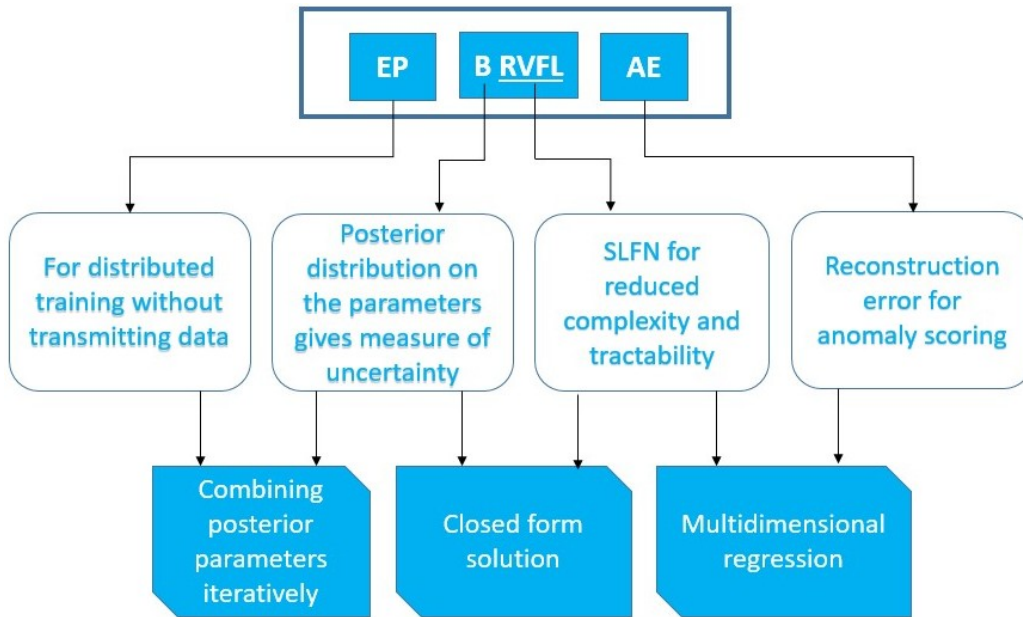 EP
B RVFL
AE
For distributed
training without
transmitting data
Posterior
distribution on
the parameters
gives measure of
uncertainty
SLFN for
reduced
complexity and
tractability
Reconstruction
error for
anomaly scoring
Combining
posterior
parameters
iteratively
Closed form
solution
Multidimensional
regression